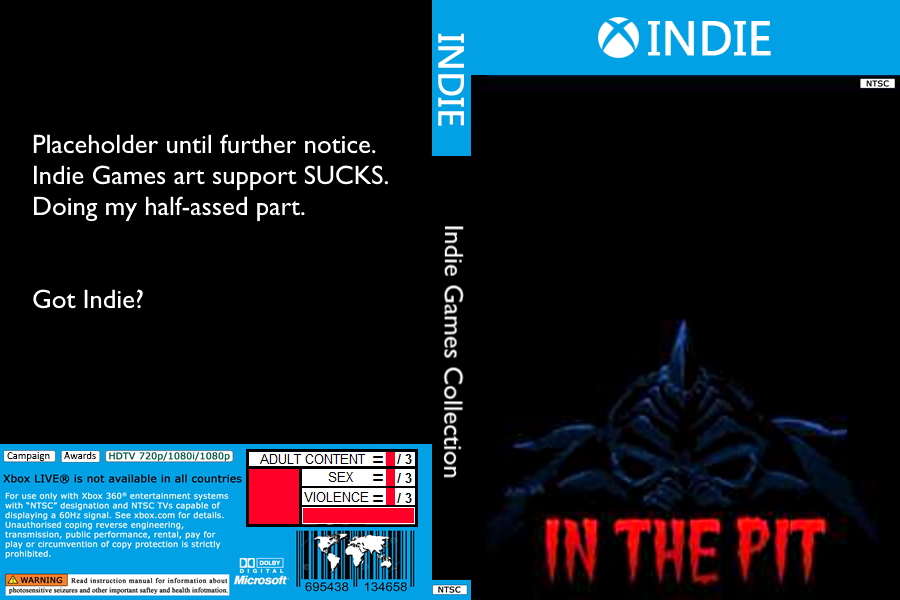 Placeholder until further notice.
Indie Games art support SUCKS.
Doing my half-assed part.
Got Indie?
Campaign
Awards
HDTV 720p/1080i/1080p
Xbox LIVE® is not available in all countries
For use only with Xbox 360® entertainment systems
with “NTSC” designation and NTSC TVs capable of
displaying a 60Hz signal. See xbox.com for details.
Unauthorised coping reverse engineering,
transmission, public performance, rental, pay for
play or circumvention of copy protection is strictly
prohibited.
WARNING Read instruction manual for information about
photosensitive seizures and other important saftey and health infotmation.
ADULT CONTENT = / 3
SEX = / 3
VIOLENCE = / 3
DOLBY
DIGITAL
Microsoft®
695438 134658
INDIE
Indie Games Collection
NTSC
INDIE
NTSC
IN THE PIT